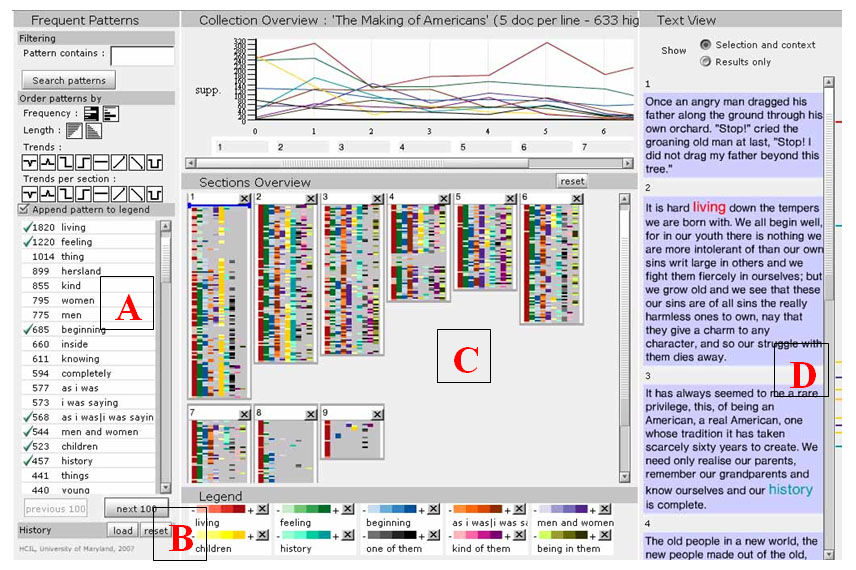 Frequent Patterns
Filtering
Pattern contains :
Search patterns
Order patterns by
Frequency :
Length :
Trends :
Trends per section :
Append pattern to legend
1820 living
1220 feeling
1014 thing
899 hersland
855 kind
795 women
775 men
685 beginning
660 inside
611 knowing
594 completely
577 as i was
573 i was saying
568 as i was|i was sayin
544 men and women
523 children
457 history
441 things
440 young
previous 100 next 100
History load reset
HCIL, University of Maryland, 2007
A
B
Collection Overview : 'The Making of Americans' (5 doc per line - 633 hig
supp.
320
300
280
260
240
220
200
180
160
140
120
100
80
60
40
20
0
0 1 2 3 4 5 6
1 2 3 4 5 6 7
Sections Overview reset
1 2 3 4 5 6
7 8 9
C
Legend
living feeling beginning as i was|i was sa men and women
children history one of them kind of them being in them
Text View
Show Selection and context
Results only
1
Once an angry man dragged his
father along the ground through his
own orchard. "Stop!" cried the
groaning old man at last, "Stop! I
did not drag my father beyond this
tree."
2
It is hard living down the tempers
we are born with. We all begin well,
for in our youth there is nothing we
are more intolerant of than our own
sins writ large in others and we
fight them fiercely in ourselves; but
we grow old and we see that these
our sins are of all sins the really
harmless ones to own, nay that
they give a charm to any
character, and so our struggle with
them dies away.
3
It has always seemed to me a rare
privilege, this, of being an
American, a real American, one
whose tradition it has taken
scarcely sixty years to create. We
need only realise our parents,
remember our grandparents and
know ourselves and our history
is complete.
4
The old people in a new world, the
new people made out of the old,
D